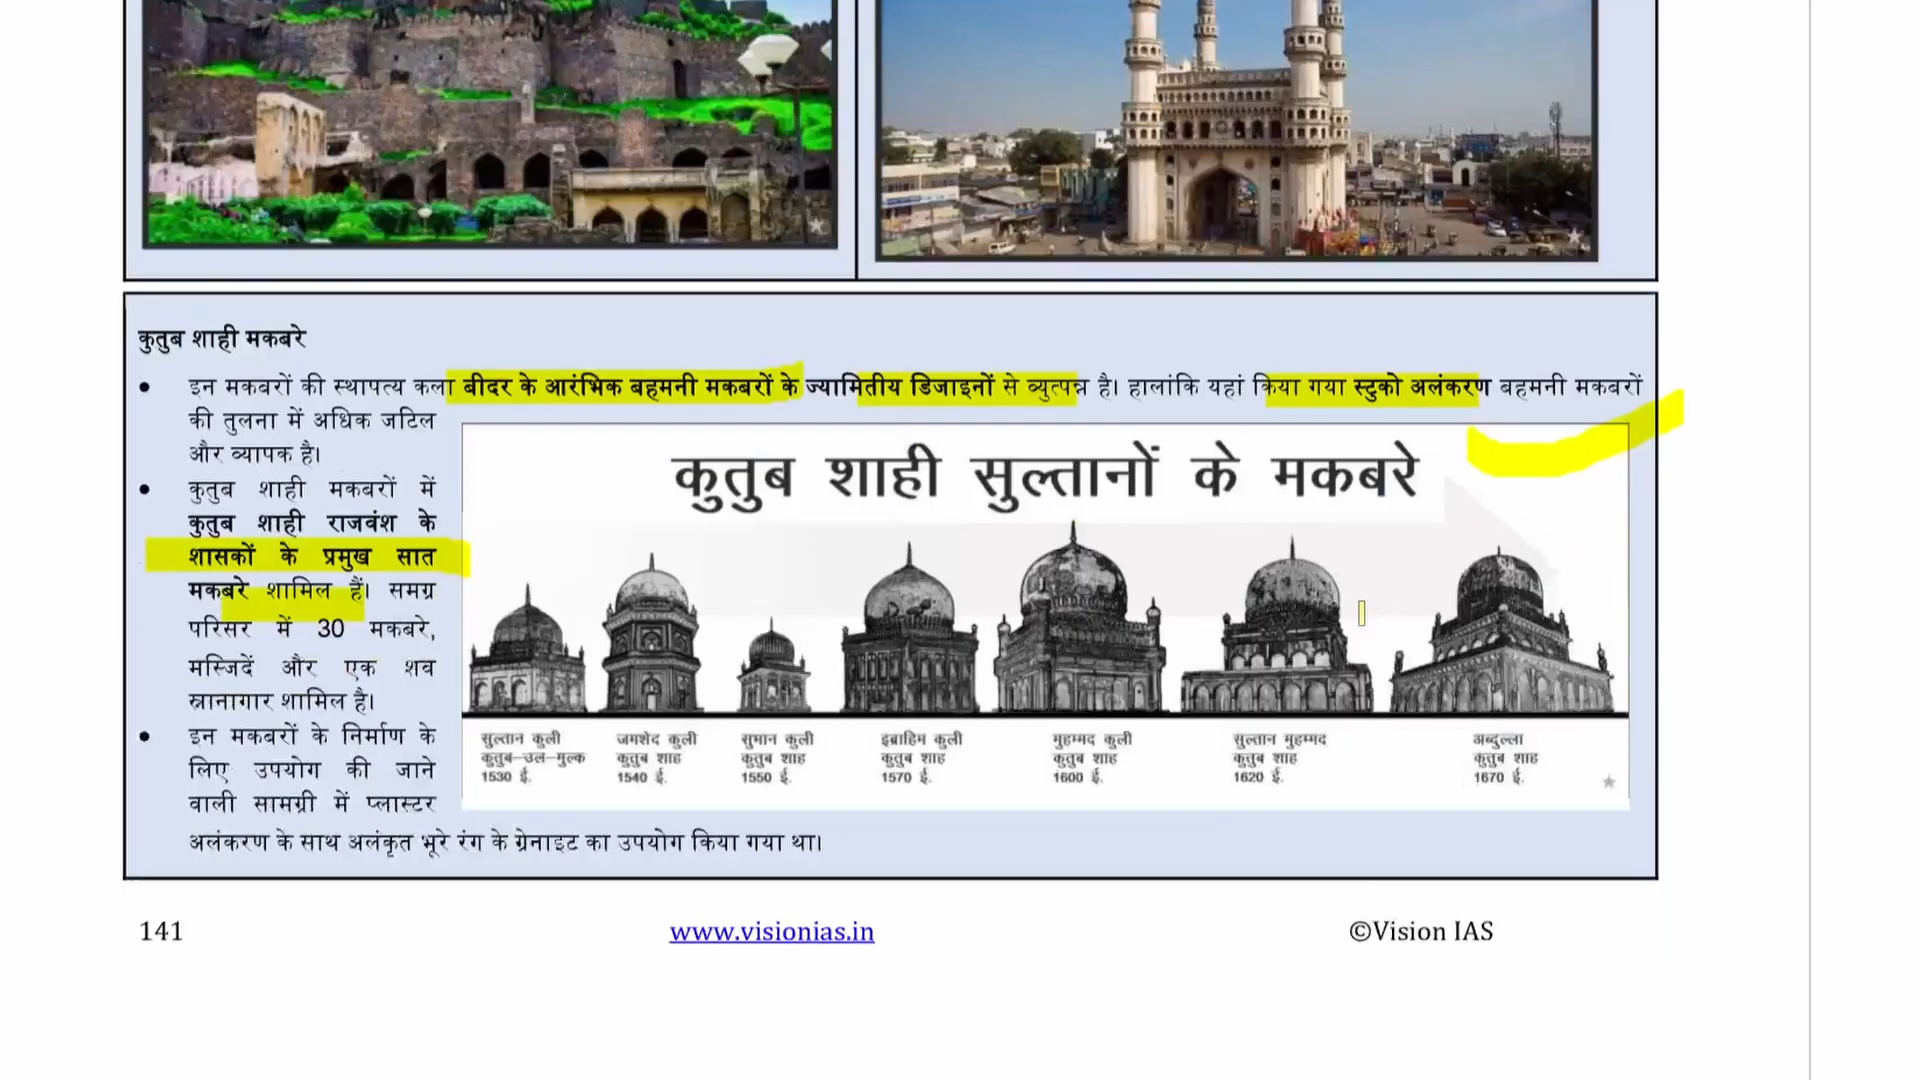 कुतुब शाही मकबरे
• इन मकबरों की स्थापत्य कला बीदर के आरंभिक बहमनी मकबरों के ज्यामितीय डिजाइनों से व्युत्पन्न है। हालांकि यहां किया गया स्टुको अलंकरण बहमनी मकबरों
की तुलना में अधिक जटिल
और व्यापक है।
• कुतुब शाही मकबरों में
कुतुब शाही राजवंश के
शासकों के प्रमुख सात
मकबरे शामिल हैं। समग्र
परिसर में 30 मकबरे,
मस्जिदें और एक शव
स्नानागार शामिल है।
• इन मकबरों के निर्माण के
लिए उपयोग की जाने
वाली सामग्री में प्लास्टर
अलंकरण के साथ अलंकृत भूरे रंग के ग्रेनाइट का उपयोग किया गया था।
कुतुब शाही सुल्तानों के मकबरे
सुल्तान कुली
कुतुब-उल-मुल्क
1530 ई.
जमशेद कुली
कुतुब शाह
1540 ई.
सुभान कुली
कुतुब शाह
1550 ई.
इब्राहिम कुली
कुतुब शाह
1570 ई.
मुहम्मद कुली
कुतुब शाह
1600 ई.
सुल्तान मुहम्मद
कुतुब शाह
1620 ई.
अब्दुल्ला
कुतुब शाह
1670 ई.
141
www.visionias.in
©Vision IAS